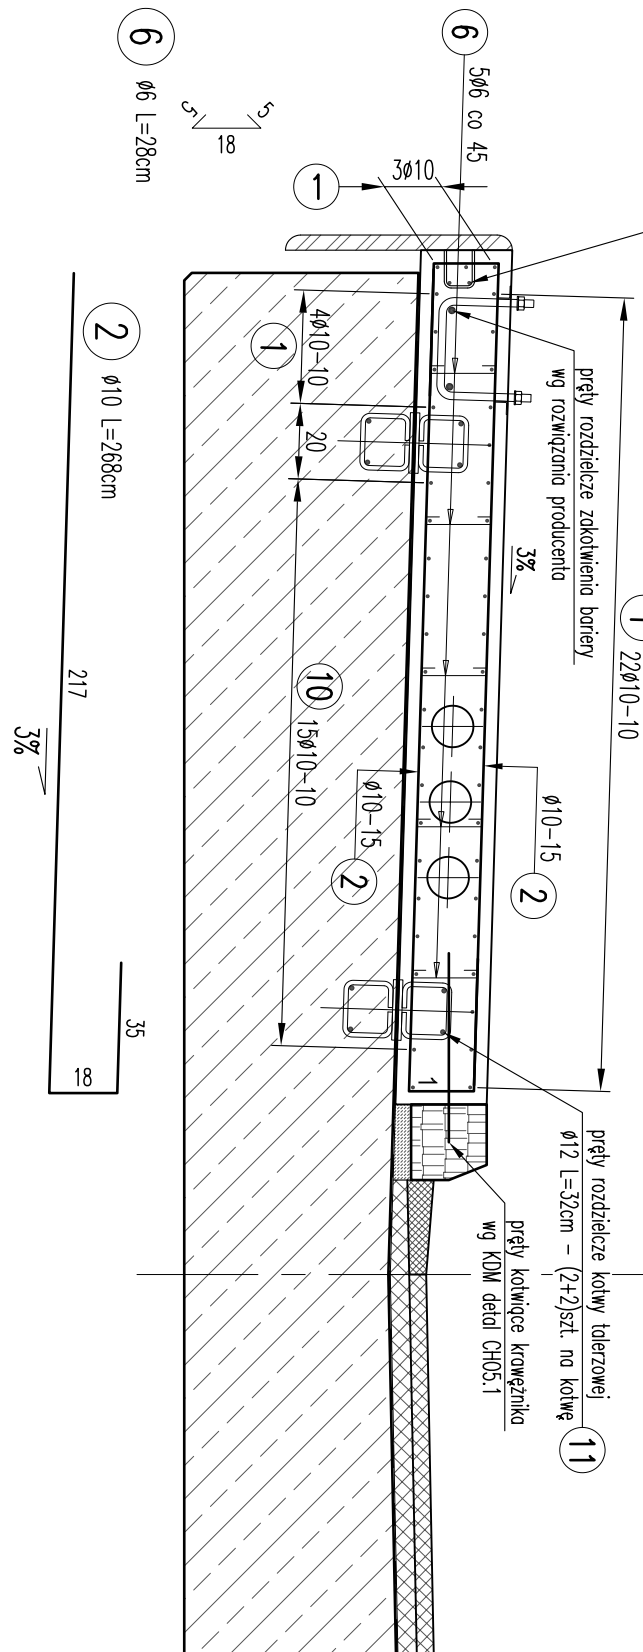 6
5ø6 co 45
3ø10
1
pręty rozdzielcze zakotwienia bariery
wg rozwiązania producenta
3%
22ø10-10
4ø10-10
1
20
10
15ø10-10
ø10-15
2
ø10-15
2
1
pręty rozdzielcze kotwy talerzowej
ø12 L=32cm - (2+2)szt. na kotwę
11
pręty kotwiące krawężnika
wg KDM detal CH05.1
6
ø6 L=28cm
5
18
5
2
ø10 L=268cm
217
3%
35
18